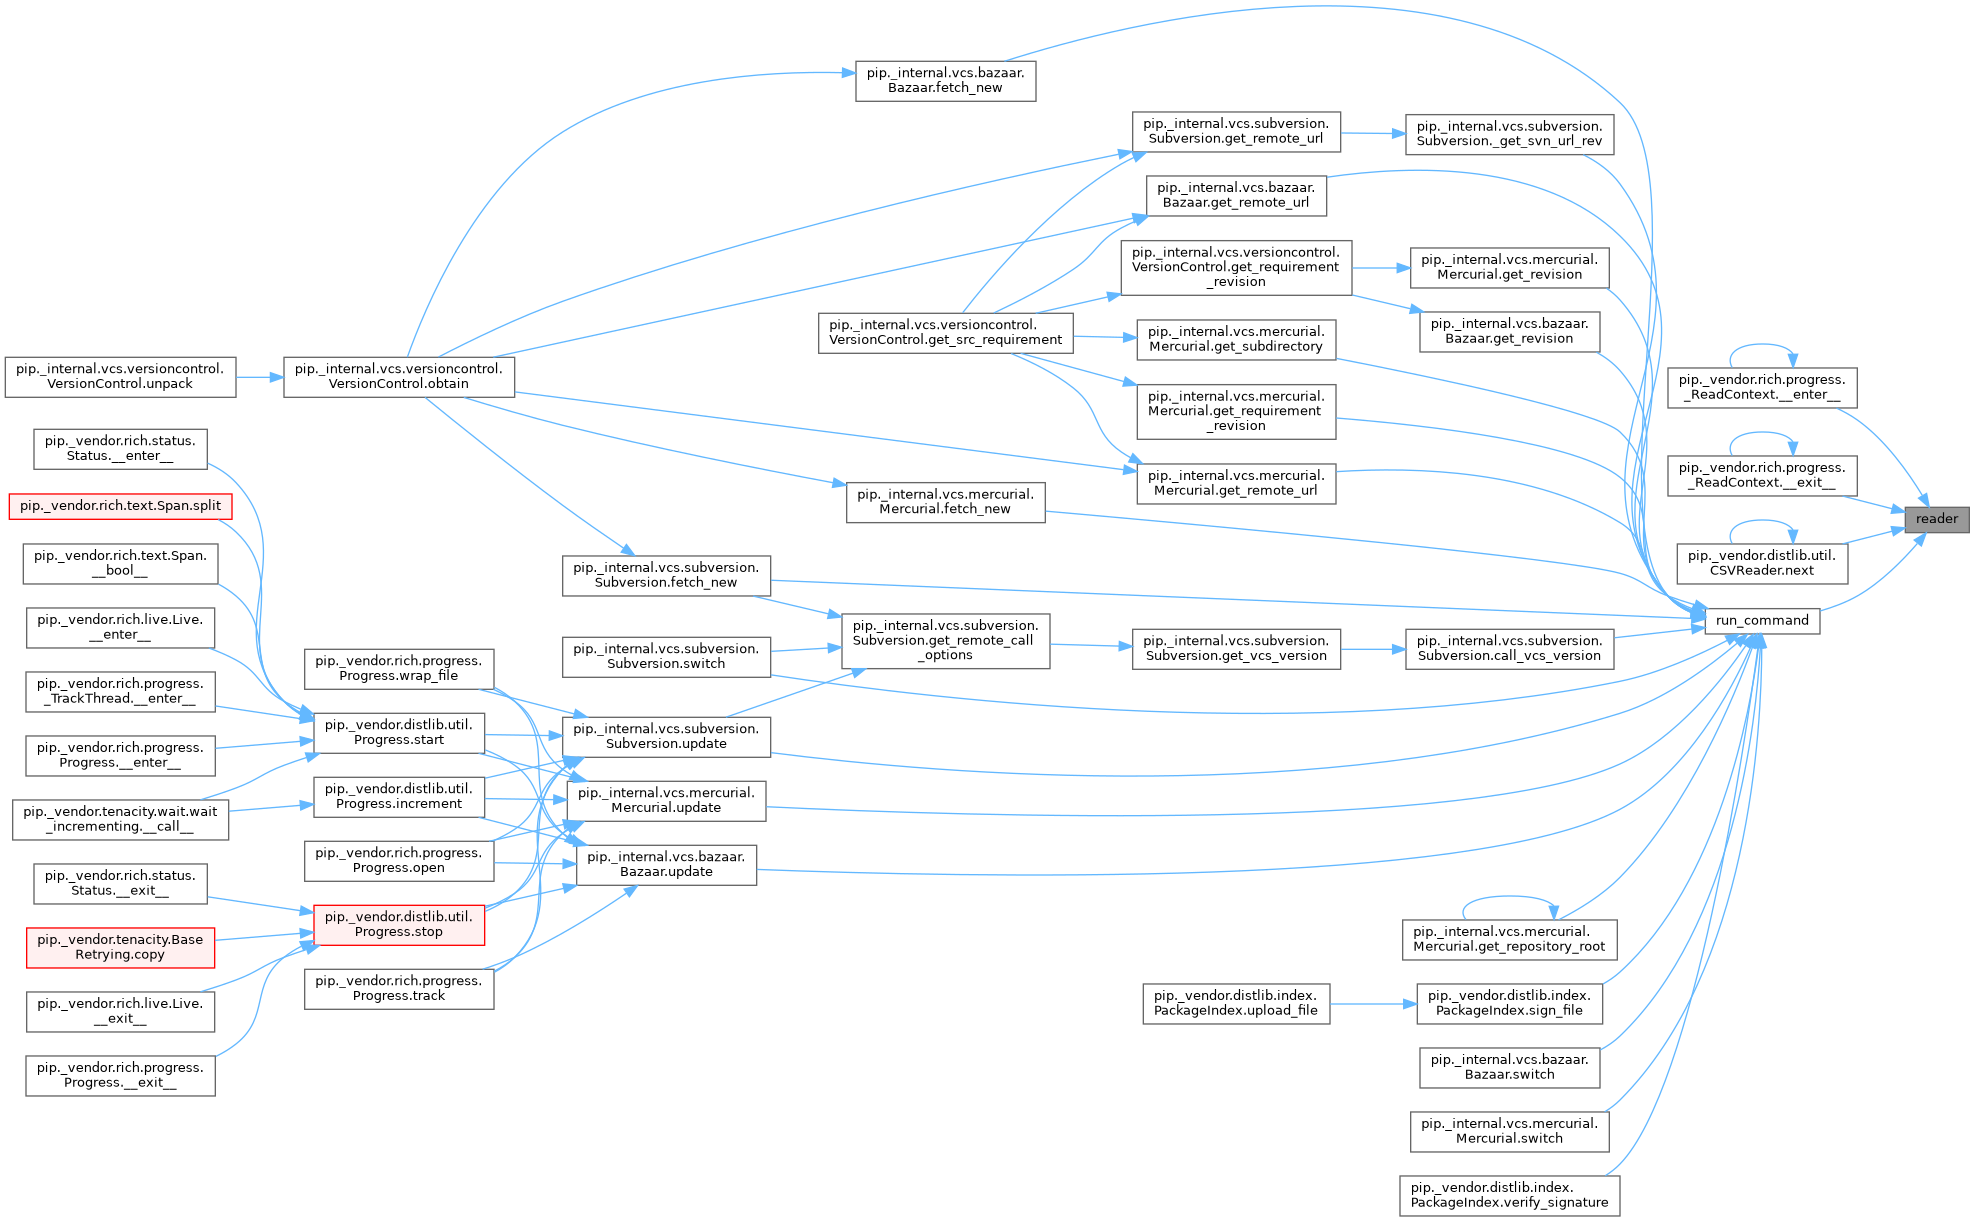 pip._internal.vcs.bazaar.
Bazaar.fetch_new
pip._internal.vcs.subversion.
Subversion.get_remote_url
pip._internal.vcs.subversion.
Subversion._get_svn_url_rev
pip._internal.vcs.bazaar.
Bazaar.get_remote_url
pip._internal.vcs.versioncontrol.
VersionControl.get_requirement
_revision
pip._internal.vcs.mercurial.
Mercurial.get_revision
pip._internal.vcs.versioncontrol.
VersionControl.get_src_requirement
pip._internal.vcs.mercurial.
Mercurial.get_subdirectory
pip._internal.vcs.bazaar.
Bazaar.get_revision
pip._internal.vcs.versioncontrol.
VersionControl.unpack
pip._internal.vcs.versioncontrol.
VersionControl.obtain
pip._internal.vcs.mercurial.
Mercurial.get_requirement
_revision
pip._vendor.rich.progress.
_ReadContext.__enter__
pip._vendor.rich.status.
Status.__enter__
pip._internal.vcs.mercurial.
Mercurial.get_remote_url
pip._vendor.rich.progress.
_ReadContext.__exit__
pip._vendor.rich.text.Span.split
pip._internal.vcs.mercurial.
Mercurial.fetch_new
reader
pip._vendor.rich.text.Span.
__bool__
pip._internal.vcs.subversion.
Subversion.fetch_new
pip._vendor.distlib.util.
CSVReader.next
pip._vendor.rich.live.Live.
__enter__
pip._internal.vcs.subversion.
Subversion.get_remote_call
_options
run_command
pip._vendor.rich.progress.
Progress.wrap_file
pip._internal.vcs.subversion.
Subversion.switch
pip._internal.vcs.subversion.
Subversion.get_vcs_version
pip._internal.vcs.subversion.
Subversion.call_vcs_version
pip._vendor.rich.progress.
_TrackThread.__enter__
pip._vendor.distlib.util.
Progress.start
pip._internal.vcs.subversion.
Subversion.update
pip._vendor.rich.progress.
Progress.__enter__
pip._vendor.distlib.util.
Progress.increment
pip._internal.vcs.mercurial.
Mercurial.update
pip._vendor.tenacity.wait.wait
_incrementing.__call__
pip._vendor.rich.progress.
Progress.open
pip._internal.vcs.bazaar.
Bazaar.update
pip._vendor.rich.status.
Status.__exit__
pip._vendor.distlib.util.
Progress.stop
pip._internal.vcs.mercurial.
Mercurial.get_repository_root
pip._vendor.tenacity.Base
Retrying.copy
pip._vendor.rich.progress.
Progress.track
pip._vendor.distlib.index.
PackageIndex.upload_file
pip._vendor.distlib.index.
PackageIndex.sign_file
pip._vendor.rich.live.Live.
__exit__
pip._vendor.rich.progress.
Progress.__exit__
pip._internal.vcs.bazaar.
Bazaar.switch
pip._internal.vcs.mercurial.
Mercurial.switch
pip._vendor.distlib.index.
PackageIndex.verify_signature